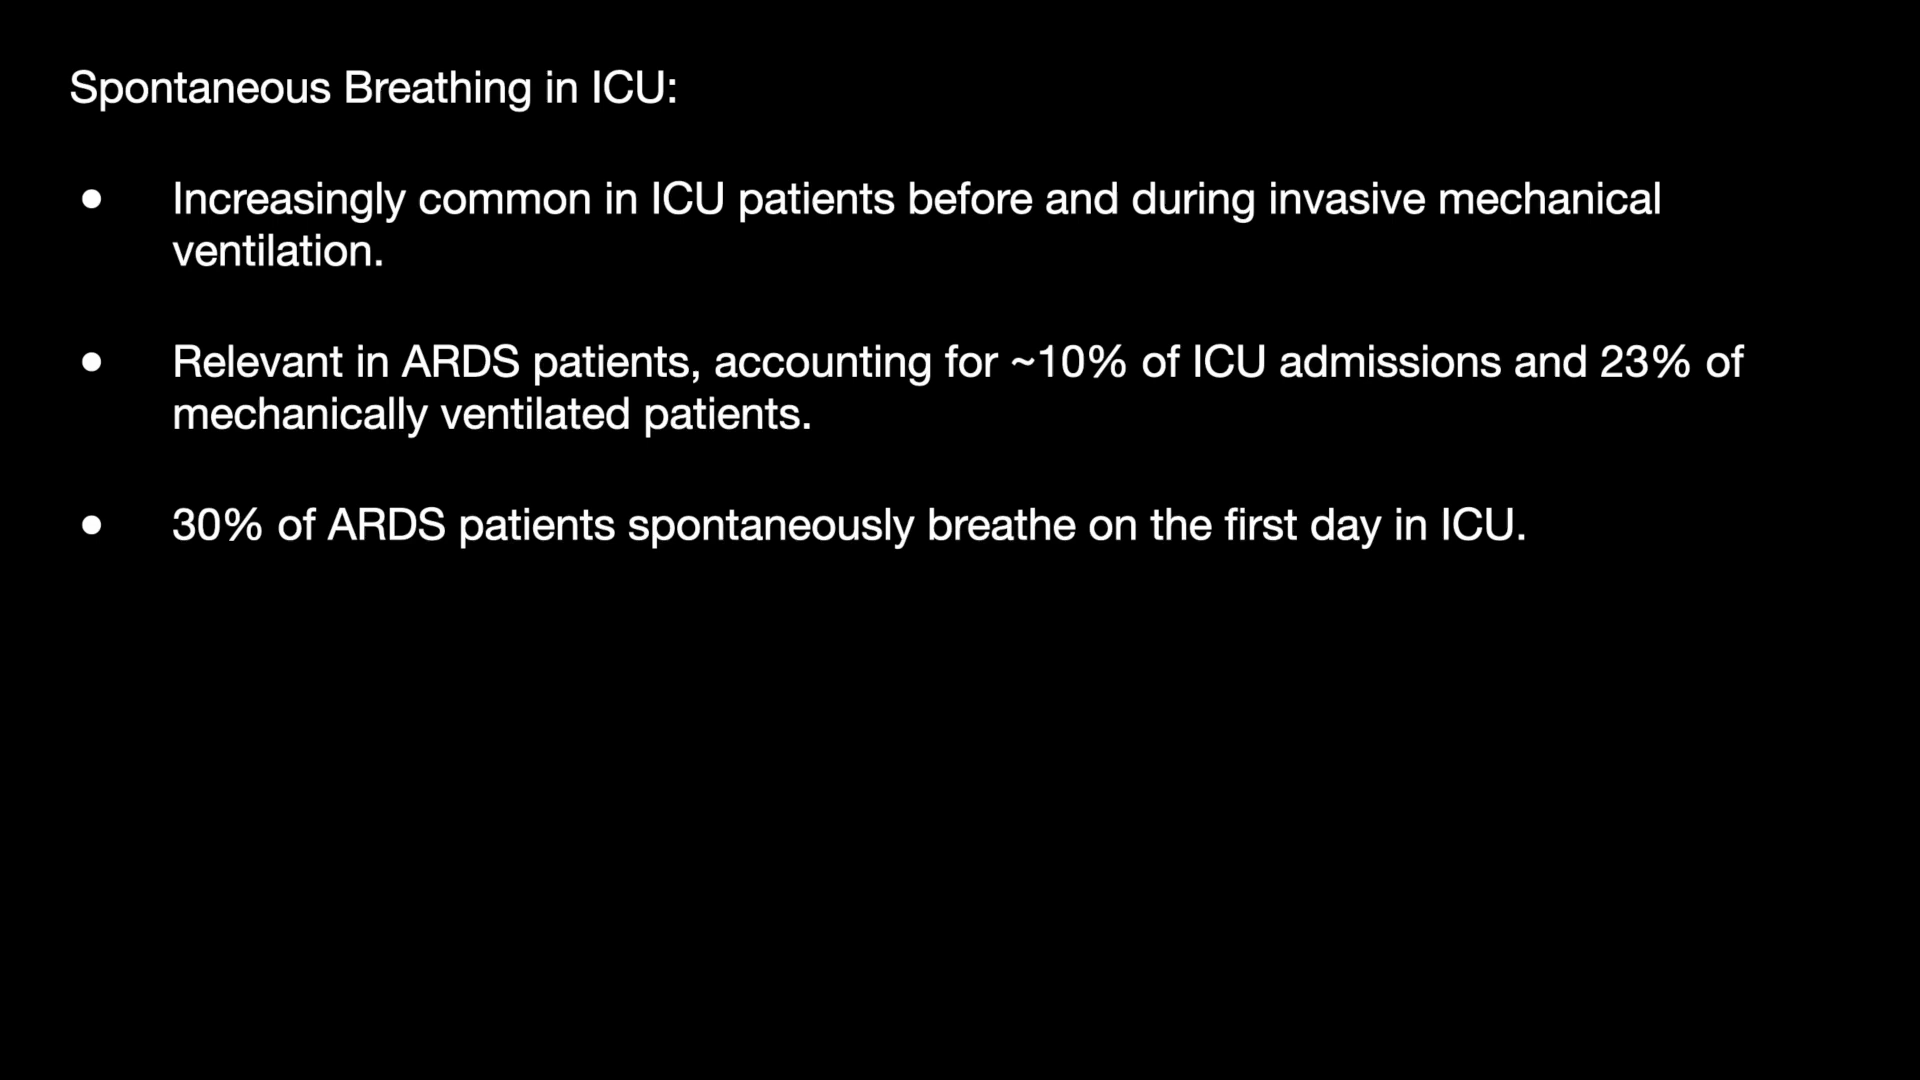 Spontaneous Breathing in ICU:
● Increasingly common in ICU patients before and during invasive mechanical
ventilation.
● Relevant in ARDS patients, accounting for ~10% of ICU admissions and 23% of
mechanically ventilated patients.
● 30% of ARDS patients spontaneously breathe on the first day in ICU.